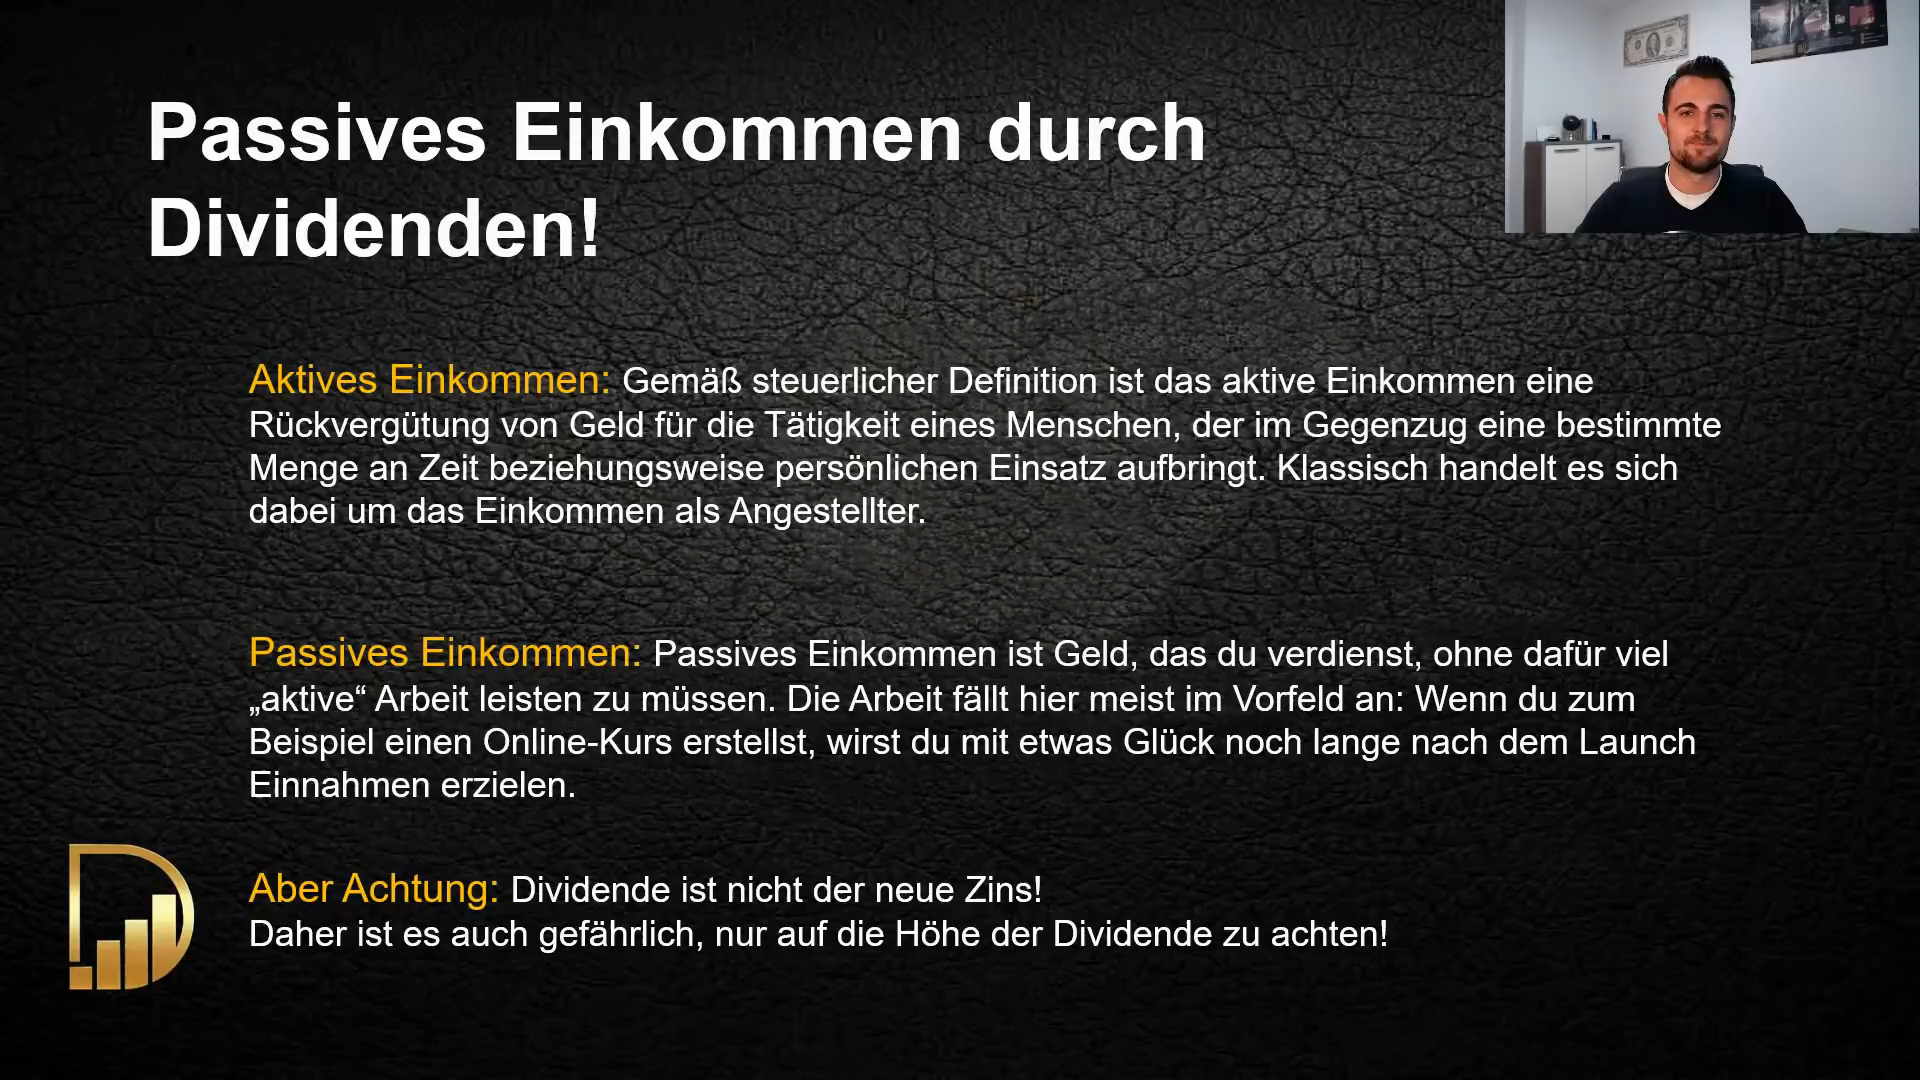 Passives Einkommen durch
Dividenden!
Aktives Einkommen: Gemäß steuerlicher Definition ist das aktive Einkommen eine
Rückvergütung von Geld für die Tätigkeit eines Menschen, der im Gegenzug eine bestimmte
Menge an Zeit beziehungsweise persönlichen Einsatz aufbringt. Klassisch handelt es sich
dabei um das Einkommen als Angestellter.
Passives Einkommen: Passives Einkommen ist Geld, das du verdienst, ohne dafür viel
„aktive“ Arbeit leisten zu müssen. Die Arbeit fällt hier meist im Vorfeld an: Wenn du zum
Beispiel einen Online-Kurs erstellst, wirst du mit etwas Glück noch lange nach dem Launch
Einnahmen erzielen.
Aber Achtung: Dividende ist nicht der neue Zins!
Daher ist es auch gefährlich, nur auf die Höhe der Dividende zu achten!